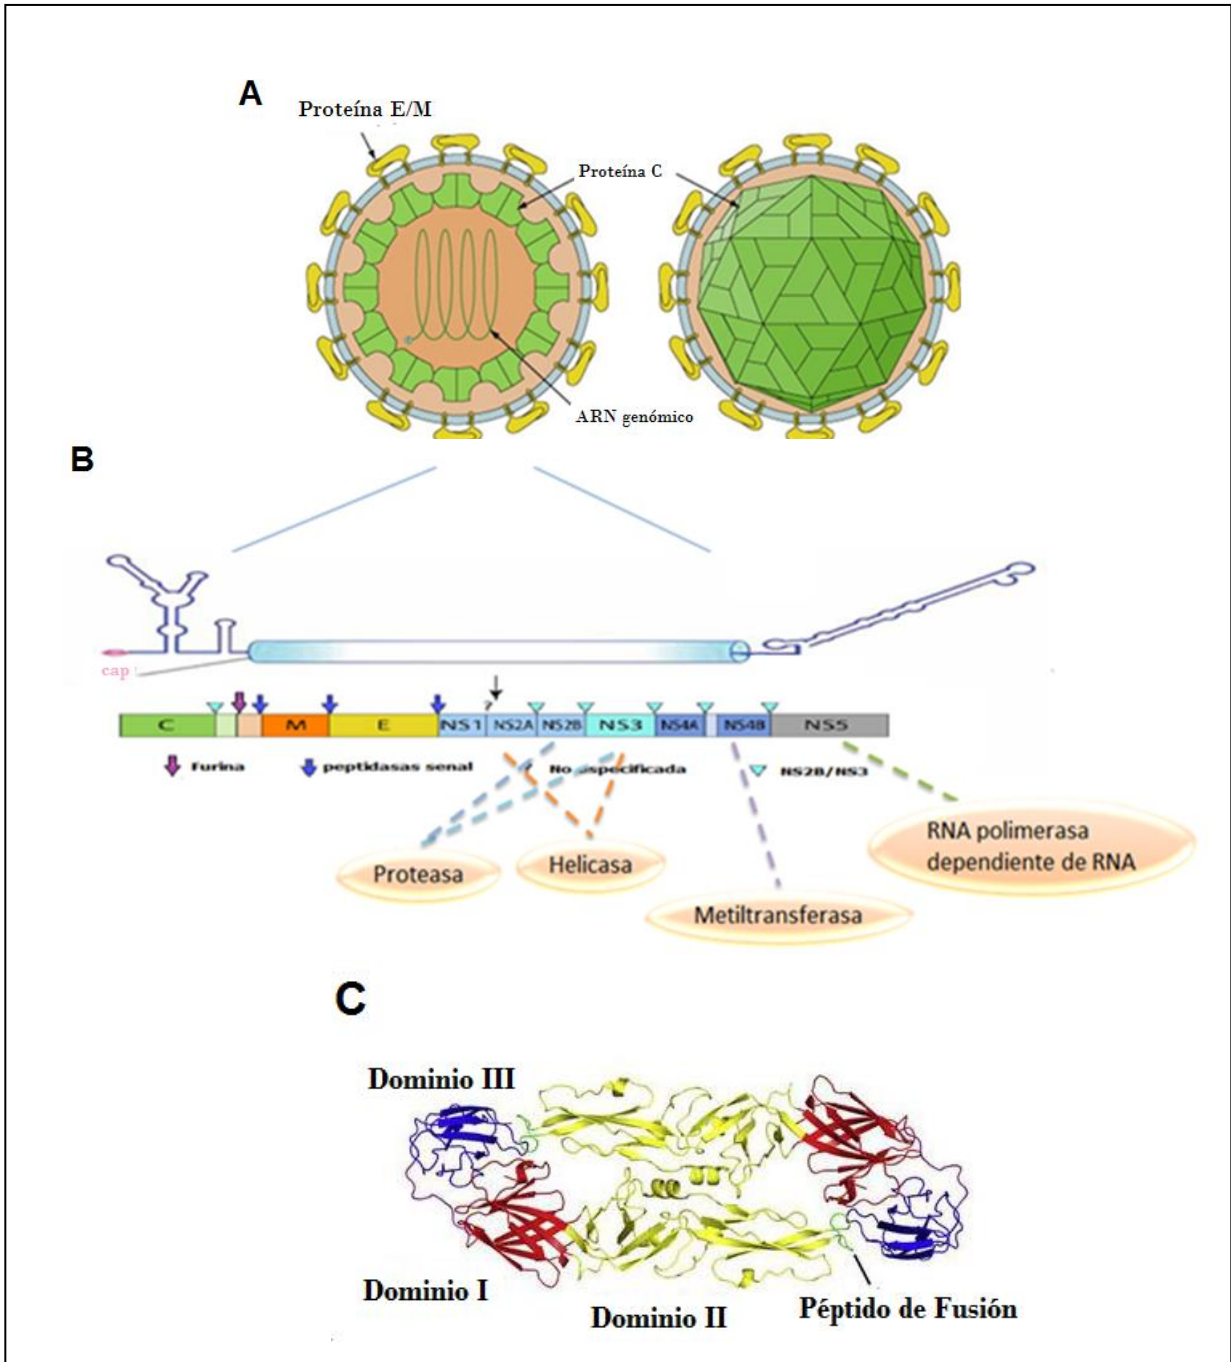 A
Proteína E/M
Proteína C
ARN genómico
B
cap
?
C M E NS1 NS2A NS2B NS3 NS4A NS4B NS5
Furina peptidasas senal No especificada NS2B/NS3
RNA polimerasa
dependiente de RNA
Proteasa
Helicasa
Metiltransferasa
C
Dominio III
Dominio I
Dominio II
Péptido de Fusión